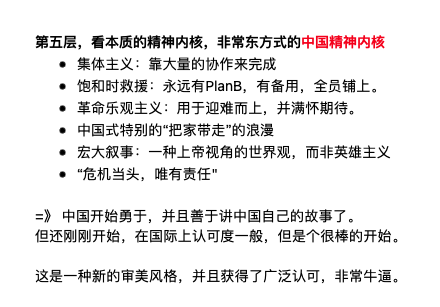 第五层，看本质的精神内核，非常东方式的中国精神内核
● 集体主义：靠大量的协作来完成
● 饱和时救援：永远有PlanB，有备用，全员铺上。
● 革命乐观主义：用于迎难而上，并满怀期待。
● 中国式特别的“把家带走”的浪漫
● 宏大叙事：一种上帝视角的世界观，而非英雄主义
● “危机当头，唯有责任"
=》 中国开始勇于，并且善于讲中国自己的故事了。
但还刚刚开始，在国际上认可度一般，但是个很棒的开始。
这是一种新的审美风格，并且获得了广泛认可，非常牛逼。